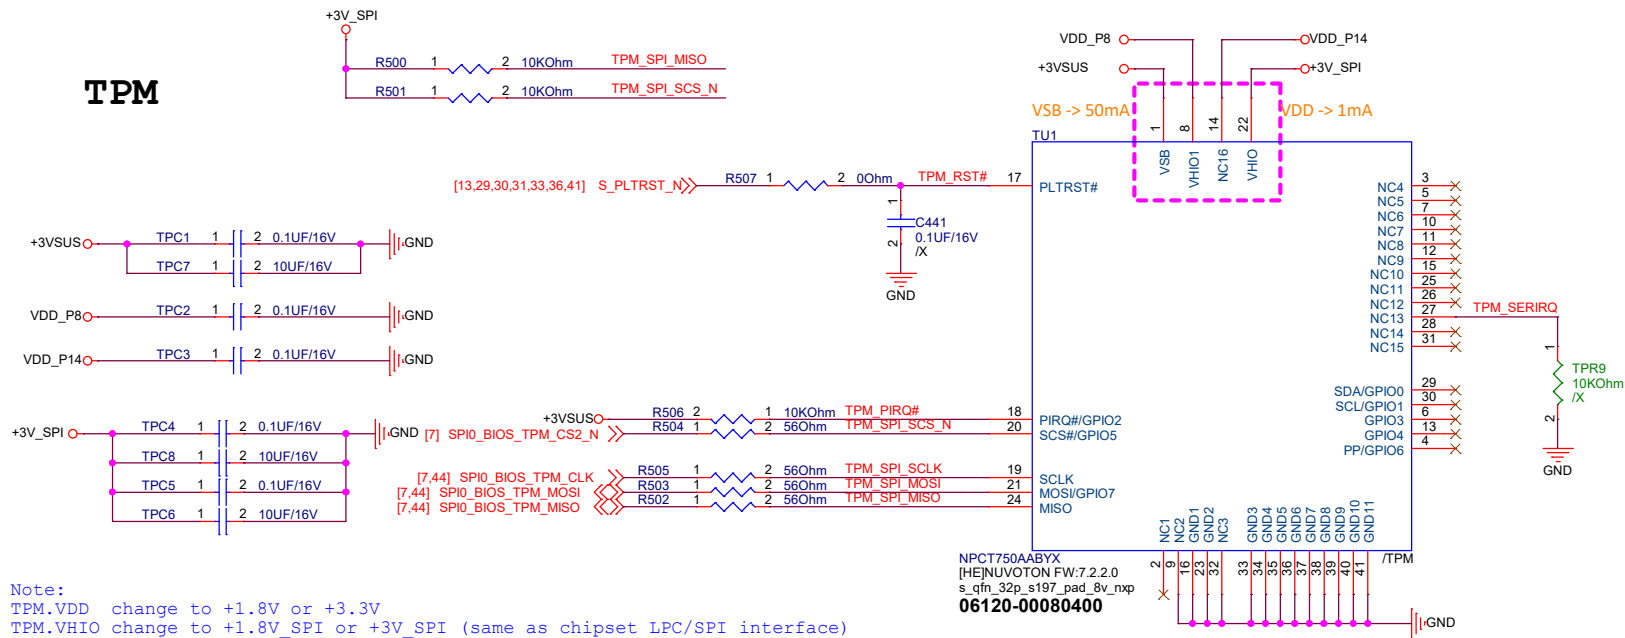 TPM
+3V_SPI
R500 1 2 10KOhm TPM_SPI_MISO
R501 1 2 10KOhm TPM_SPI_SCS_N
VDD_P8
+3VSUS
VDD_P14
+3V_SPI
VSB -> 50mA
VDD -> 1mA
TU1
1 8 14 22
VSB VHIO1 NC16 VHIO
[13,29,30,31,33,36,41] S_PLTRST_N R507 1 2 0Ohm TPM_RST# 17 PLTRST#
1
C441
0.1UF/16V
2
/X
GND
NC4 3
NC5 5
NC6 7
NC7 10
NC8 11
NC9 12
NC10 15
NC11 25
NC12 26
NC13 27 TPM_SERIRQ
NC14 28
NC15 31
1
TPR9
10KOhm
/X
2
GND
SDA/GPIO0 29
SCL/GPIO1 30
GPIO3 6
GPIO4 13
PP/GPIO6 4
+3VSUS TPC1 1 2 0.1UF/16V GND
TPC7 1 2 10UF/16V
VDD_P8 TPC2 1 2 0.1UF/16V GND
VDD_P14 TPC3 1 2 0.1UF/16V GND
+3V_SPI TPC4 1 2 0.1UF/16V GND
TPC8 1 2 10UF/16V
TPC5 1 2 0.1UF/16V
TPC6 1 2 10UF/16V
+3VSUS R506 2 1 10KOhm TPM_PIRQ# 18 PIRQ#/GPIO2
[7] SPI0_BIOS_TPM_CS2_N R504 1 2 56Ohm TPM_SPI_SCS_N 20 SCS#/GPIO5
[7,44] SPI0_BIOS_TPM_CLK R505 1 2 56Ohm TPM_SPI_SCLK 19 SCLK
[7,44] SPI0_BIOS_TPM_MOSI R503 1 2 56Ohm TPM_SPI_MOSI 21 MOSI/GPIO7
[7,44] SPI0_BIOS_TPM_MISO R502 1 2 56Ohm TPM_SPI_MISO 24 MISO
NC1 NC2 GND1 GND2 NC3 GND3 GND4 GND5 GND6 GND7 GND8 GND9 GND10 GND11
2 9 16 23 32 33 34 35 36 37 38 39 40 41
GND
/TPM
NPCT750AABYX
[HE]NUVOTON FW:7.2.2.0
s_qfn_32p_s197_pad_8v_nxp
06120-00080400
Note:
TPM.VDD change to +1.8V or +3.3V
TPM.VHIO change to +1.8V_SPI or +3V_SPI (same as chipset LPC/SPI interface)